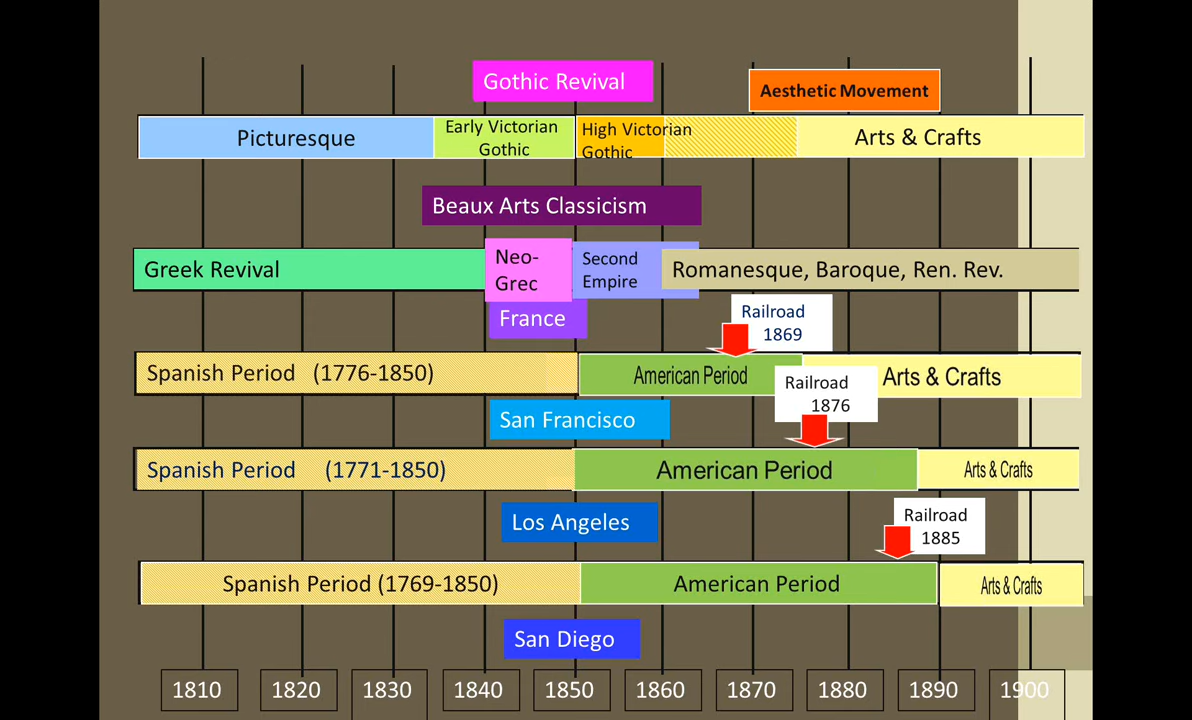 Gothic Revival
Aesthetic Movement
Picturesque
Early Victorian
Gothic
High Victorian
Gothic
Arts & Crafts
Beaux Arts Classicism
Greek Revival
Neo-
Grec
Second
Empire
Romanesque, Baroque, Ren. Rev.
France
Railroad
1869
Spanish Period (1776-1850)
American Period
Arts & Crafts
Railroad
1876
San Francisco
Spanish Period (1771-1850)
American Period
Arts & Crafts
Los Angeles
Railroad
1885
Spanish Period (1769-1850)
American Period
Arts & Crafts
San Diego
1810 1820 1830 1840 1850 1860 1870 1880 1890 1900